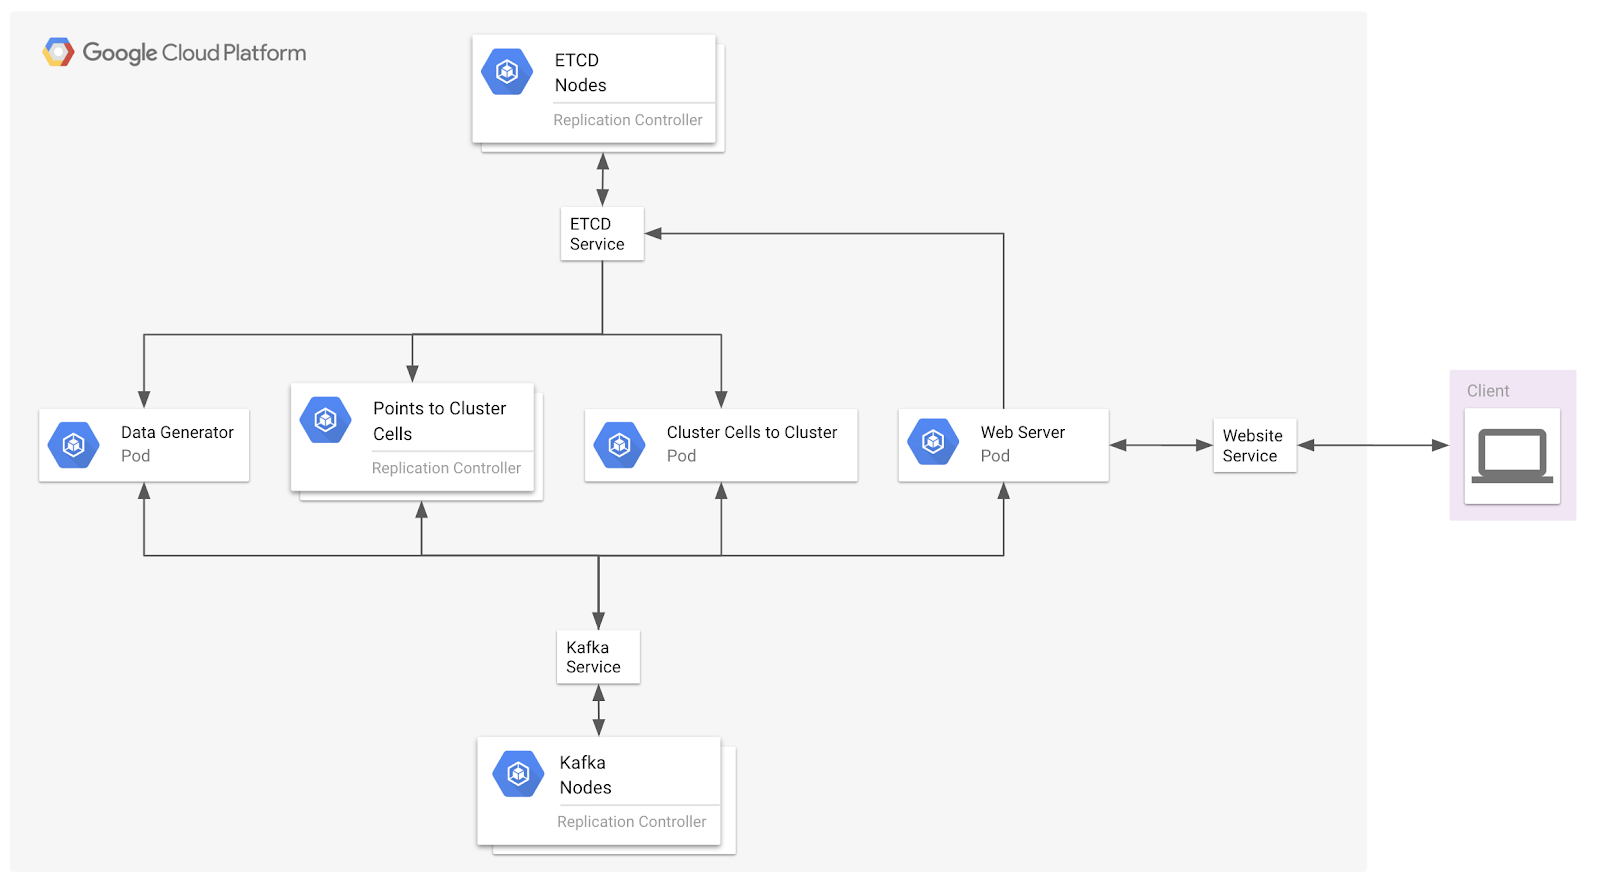 Google Cloud Platform
ETCD
Nodes
Replication Controller
ETCD
Service
Data Generator
Pod
Points to Cluster
Cells
Replication Controller
Cluster Cells to Cluster
Pod
Web Server
Pod
Website
Service
Client
Kafka
Service
Kafka
Nodes
Replication Controller